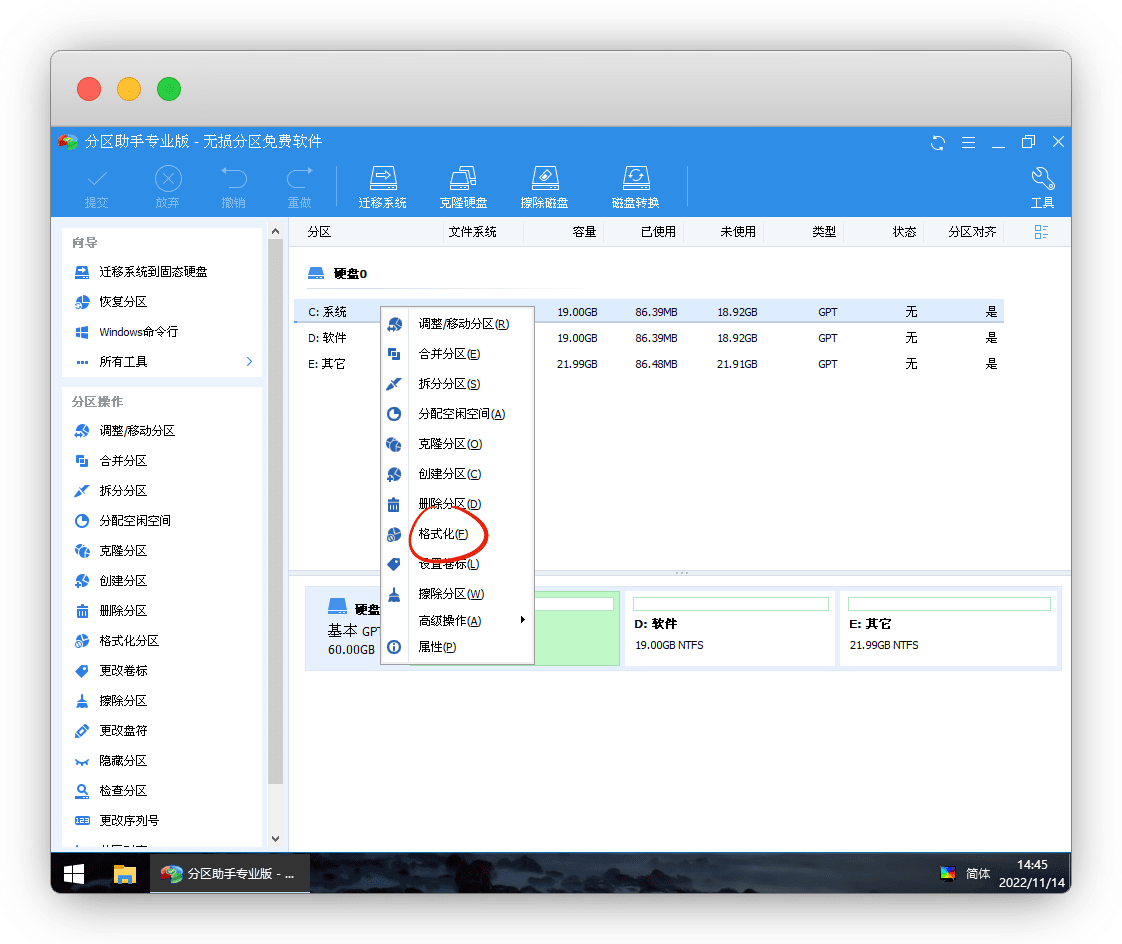 分区助手专业版 - 无损分区免费软件
提交 放弃 撤销 重做 迁移系统 克隆硬盘 擦除磁盘 磁盘转换 工具
向导
迁移系统到固态硬盘
恢复分区
Windows命令行
所有工具
分区操作
调整/移动分区
合并分区
拆分分区
分配空闲空间
克隆分区
创建分区
删除分区
格式化分区
更改卷标
擦除分区
更改盘符
隐藏分区
检查分区
更改序列号
分区 文件系统 容量 已使用 未使用 类型 状态 分区对齐
硬盘0
C: 系统 19.00GB 86.39MB 18.92GB GPT 无 是
D: 软件 19.00GB 86.39MB 18.92GB GPT 无 是
E: 其它 21.99GB 86.48MB 21.91GB GPT 无 是
调整/移动分区(R)
合并分区(E)
拆分分区(S)
分配空闲空间(A)
克隆分区(O)
创建分区(C)
删除分区(D)
格式化(F)
设置卷标(L)
擦除分区(W)
高级操作(A)
属性(P)
硬盘
基本 GPT
60.00GB
D: 软件
19.00GB NTFS
E: 其它
21.99GB NTFS
分区助手专业版 - ...
简体
14:45
2022/11/14